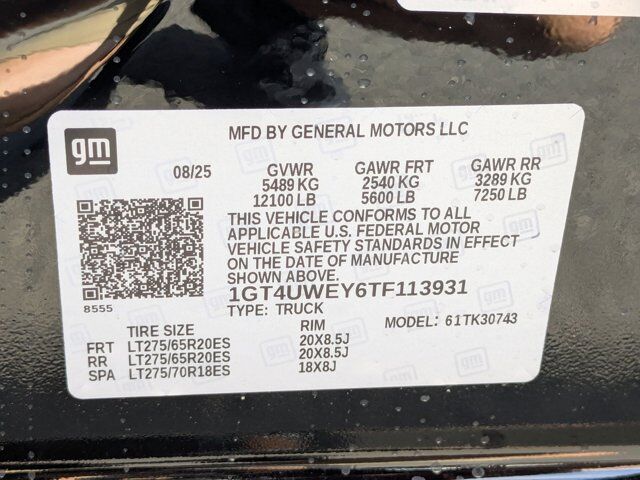 gm
MFD BY GENERAL MOTORS LLC
08/25 GVWR GAWR FRT GAWR RR
5489 KG 2540 KG 3289 KG
12100 LB 5600 LB 7250 LB
THIS VEHICLE CONFORMS TO ALL
APPLICABLE U.S. FEDERAL MOTOR
VEHICLE SAFETY STANDARDS IN EFFECT
ON THE DATE OF MANUFACTURE
SHOWN ABOVE.
8555
1GT4UWEY6TF113931
TYPE: TRUCK MODEL: 61TK30743
TIRE SIZE RIM
FRT LT275/65R20ES 20X8.5J
RR LT275/65R20ES 20X8.5J
SPA LT275/70R18ES 18X8J